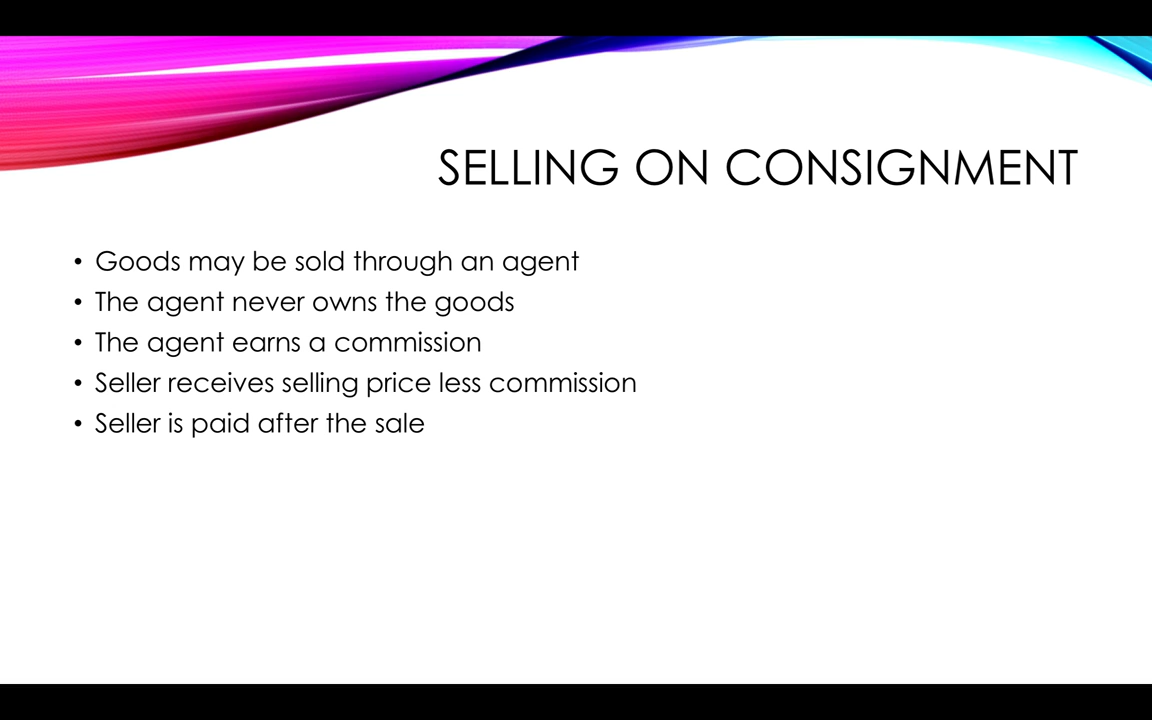 SELLING ON CONSIGNMENT
• Goods may be sold through an agent
• The agent never owns the goods
• The agent earns a commission
• Seller receives selling price less commission
• Seller is paid after the sale